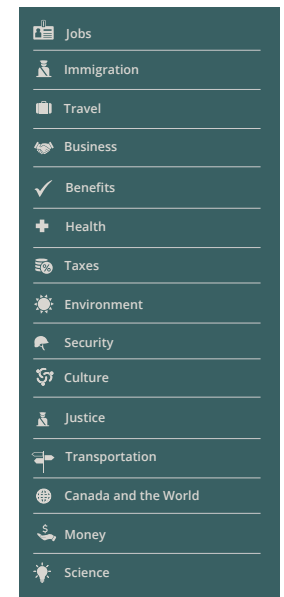 Jobs
Immigration
Travel
Business
Benefits
Health
Taxes
Environment
Security
Culture
Justice
Transportation
Canada and the World
Money
Science